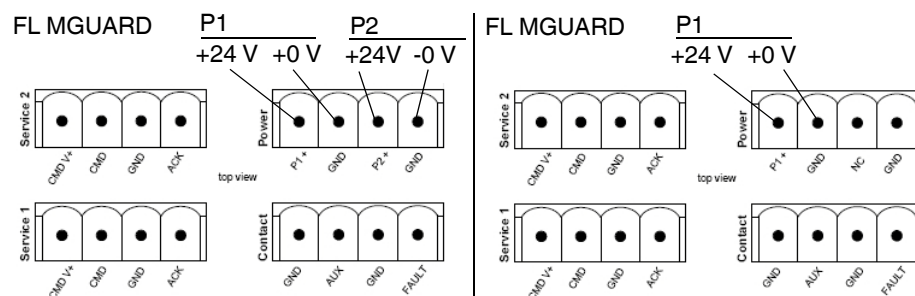 FL MGUARD P1 P2
+24 V +0 V +24V -0 V
Service 2
CMD V+ CMD GND ACK
Power
P1 + GND P2 + GND
top view
Service 1
CMD V+ CMD GND ACK
Contact
GND AUX GND FAULT
FL MGUARD P1
+24 V +0 V
Service 2
CMD V+ CMD GND ACK
Power
P1 + GND NC GND
top view
Service 1
CMD V+ CMD GND ACK
Contact
GND AUX GND FAULT